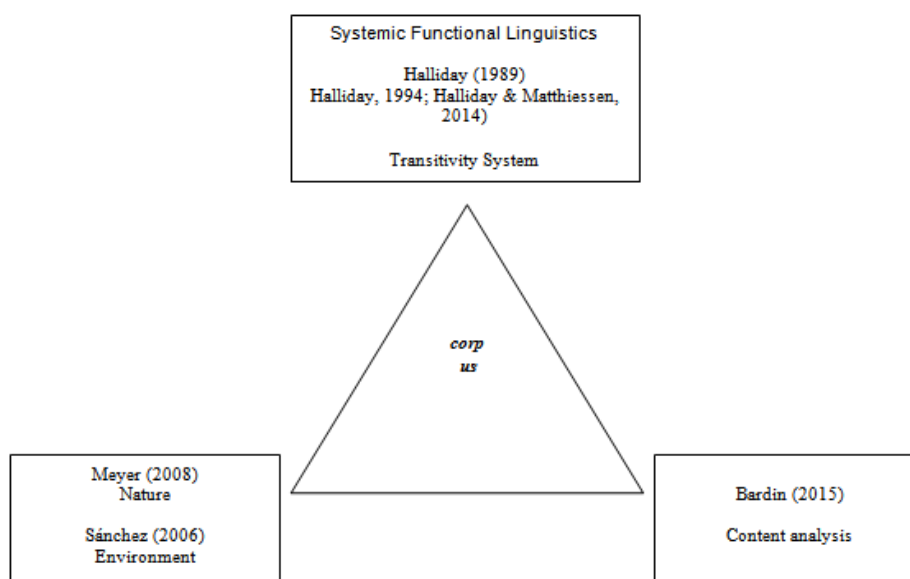 Systemic Functional Linguistics
Halliday (1989)
Halliday, 1994; Halliday & Matthiessen,
2014)
Transitivity System
corp
us
Meyer (2008)
Nature
Sánchez (2006)
Environment
Bardin (2015)
Content analysis